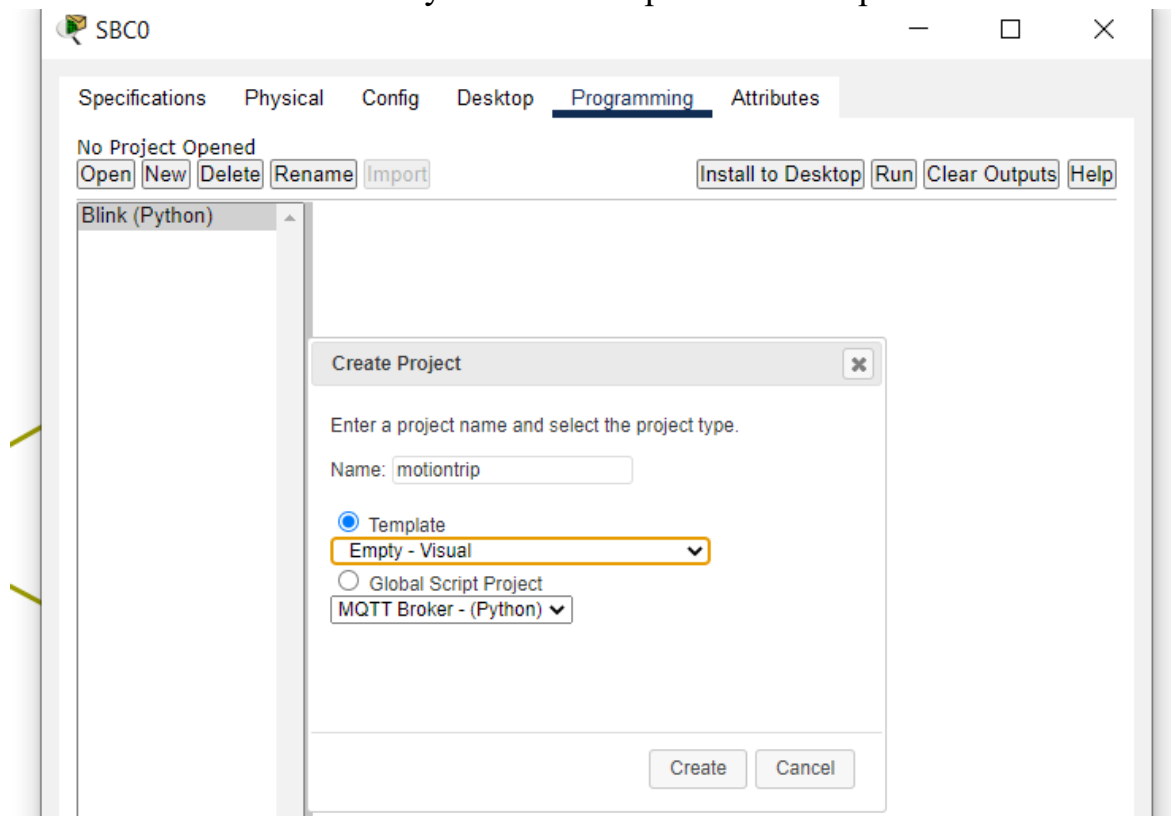 SBC0
Specifications Physical Config Desktop Programming Attributes
No Project Opened
Open New Delete Rename Import Install to Desktop Run Clear Outputs Help
Blink (Python)
Create Project
Enter a project name and select the project type.
Name: motiontrip
Template
Empty - Visual
Global Script Project
MQTT Broker - (Python)
Create Cancel